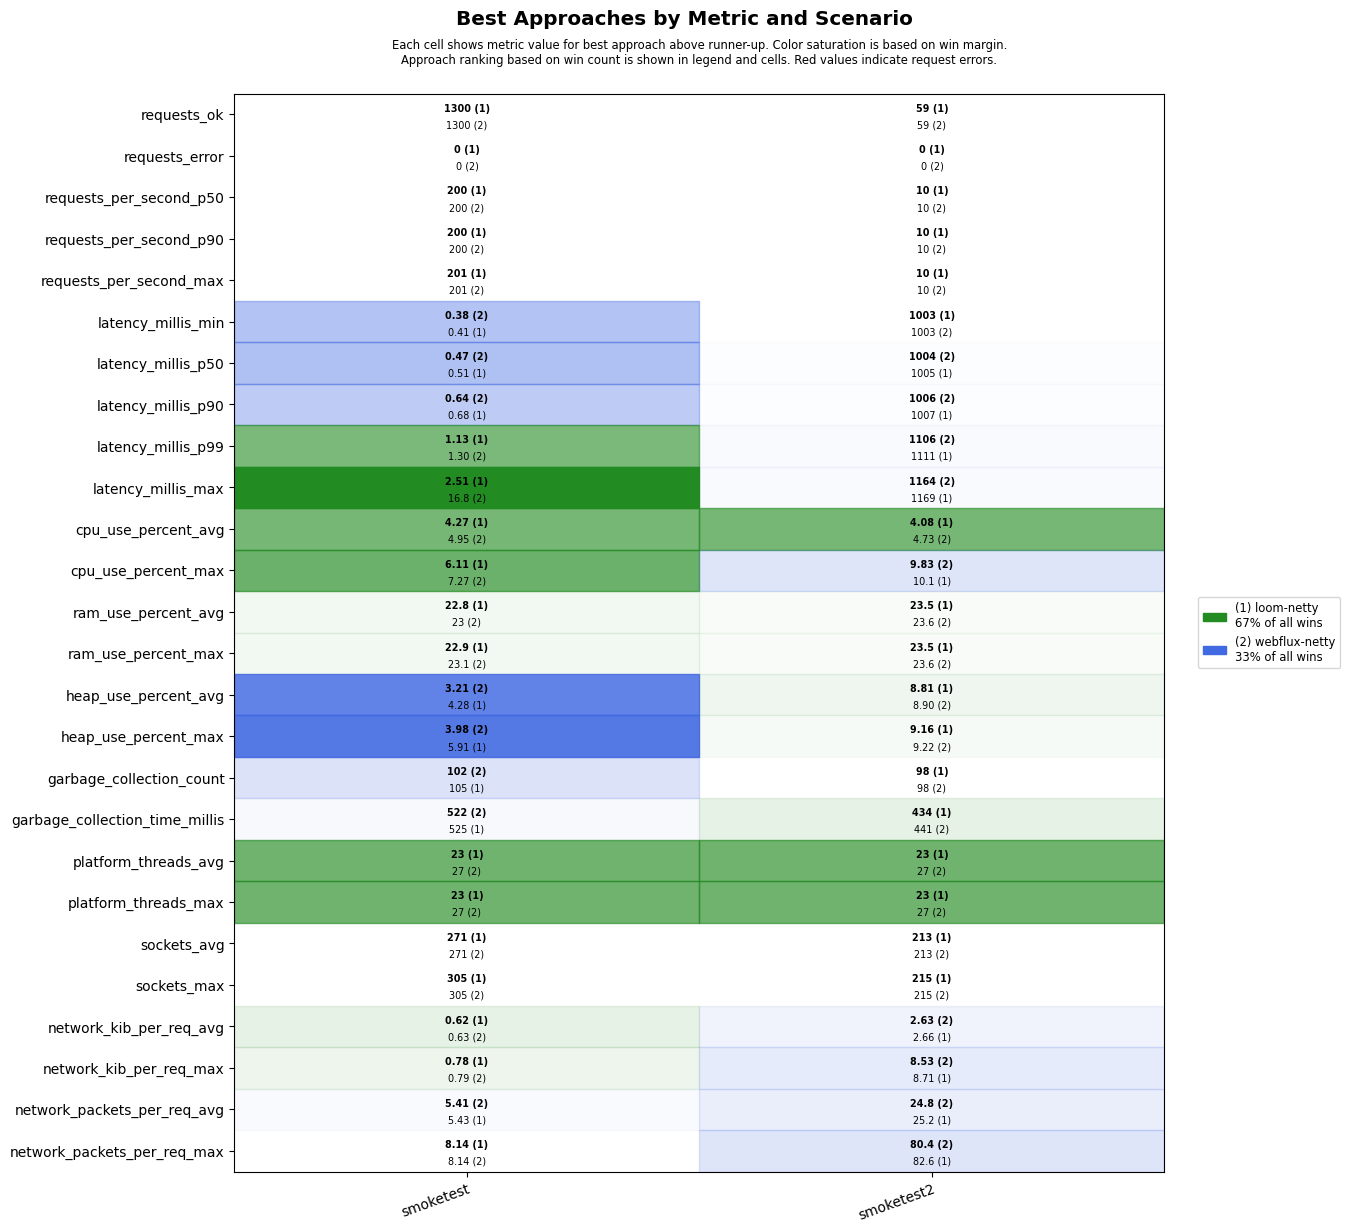 Best Approaches by Metric and Scenario
Each cell shows metric value for best approach above runner-up. Color saturation is based on win margin.
Approach ranking based on win count is shown in legend and cells. Red values indicate request errors.
requests_ok
1300 (1)
1300 (2)
59 (1)
59 (2)
requests_error
0 (1)
0 (2)
0 (1)
0 (2)
requests_per_second_p50
200 (1)
200 (2)
10 (1)
10 (2)
requests_per_second_p90
200 (1)
200 (2)
10 (1)
10 (2)
requests_per_second_max
201 (1)
201 (2)
10 (1)
10 (2)
latency_millis_min
0.38 (2)
0.41 (1)
1003 (1)
1003 (2)
latency_millis_p50
0.47 (2)
0.51 (1)
1004 (2)
1005 (1)
latency_millis_p90
0.64 (2)
0.68 (1)
1006 (2)
1007 (1)
latency_millis_p99
1.13 (1)
1.30 (2)
1106 (2)
1111 (1)
latency_millis_max
2.51 (1)
16.8 (2)
1164 (2)
1169 (1)
cpu_use_percent_avg
4.27 (1)
4.95 (2)
4.08 (1)
4.73 (2)
cpu_use_percent_max
6.11 (1)
7.27 (2)
9.83 (2)
10.1 (1)
ram_use_percent_avg
22.8 (1)
23 (2)
23.5 (1)
23.6 (2)
ram_use_percent_max
22.9 (1)
23.1 (2)
23.5 (1)
23.6 (2)
heap_use_percent_avg
3.21 (2)
4.28 (1)
8.81 (1)
8.90 (2)
heap_use_percent_max
3.98 (2)
5.91 (1)
9.16 (1)
9.22 (2)
garbage_collection_count
102 (2)
105 (1)
98 (1)
98 (2)
garbage_collection_time_millis
522 (2)
525 (1)
434 (1)
441 (2)
platform_threads_avg
23 (1)
27 (2)
23 (1)
27 (2)
platform_threads_max
23 (1)
27 (2)
23 (1)
27 (2)
sockets_avg
271 (1)
271 (2)
213 (1)
213 (2)
sockets_max
305 (1)
305 (2)
215 (1)
215 (2)
network_kib_per_req_avg
0.62 (1)
0.63 (2)
2.63 (2)
2.66 (1)
network_kib_per_req_max
0.78 (1)
0.79 (2)
8.53 (2)
8.71 (1)
network_packets_per_req_avg
5.41 (2)
5.43 (1)
24.8 (2)
25.2 (1)
network_packets_per_req_max
8.14 (1)
8.14 (2)
80.4 (2)
82.6 (1)
smoketest
smoketest2
(1) loom-netty
67% of all wins
(2) webflux-netty
33% of all wins